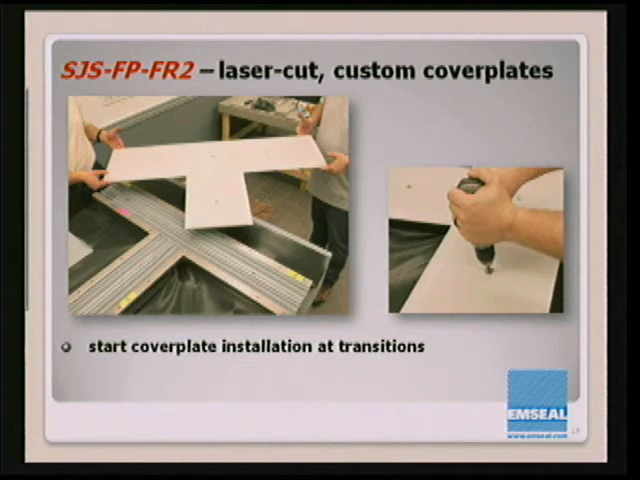 SJS-FP-FR2 – laser-cut, custom coverplates
start coverplate installation at transitions
EMSEAL
www.emseal.com